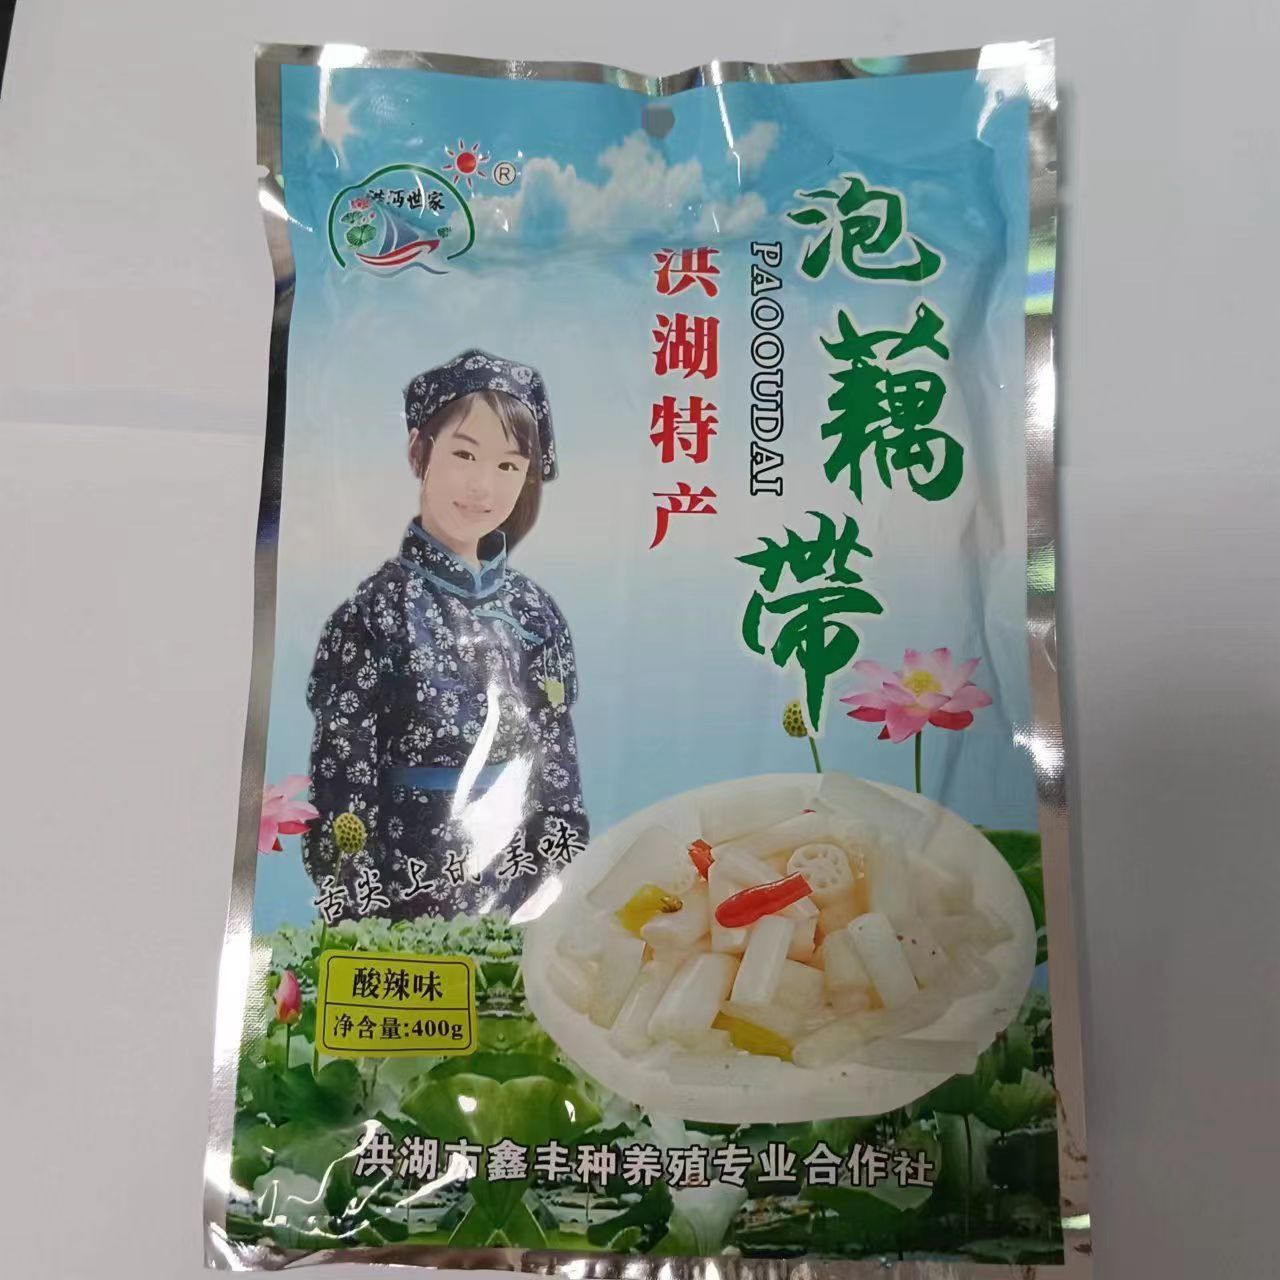 洪沔世家
®
泡藕带
PAOOUDAI
洪湖特产
舌尖上的美味
酸辣味
净含量:400g
洪湖市鑫丰种养殖专业合作社